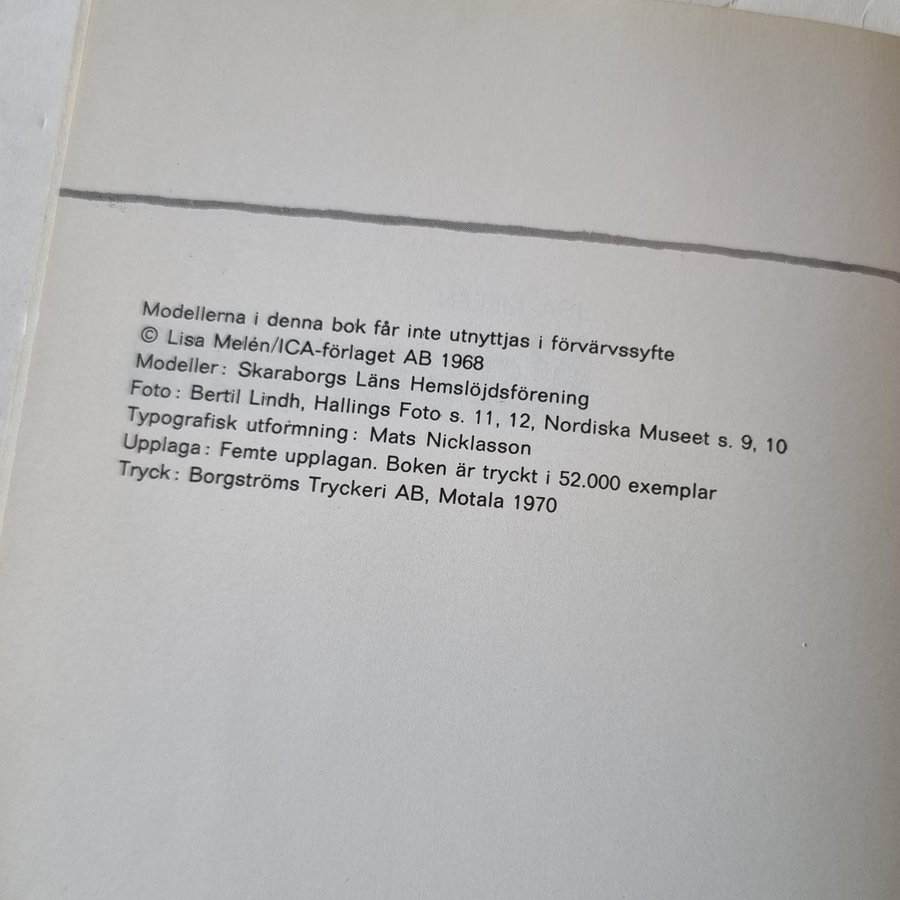 Modellerna i denna bok får inte utnyttjas i förvärvssyfte
© Lisa Melén/ICA-förlaget AB 1968
Modeller: Skaraborgs Läns Hemslöjdsförening
Foto: Bertil Lindh, Hallings Foto s. 11, 12, Nordiska Museet s. 9, 10
Typografisk utformning: Mats Nicklasson
Upplaga: Femte upplagan. Boken är tryckt i 52.000 exemplar
Tryck: Borgströms Tryckeri AB, Motala 1970